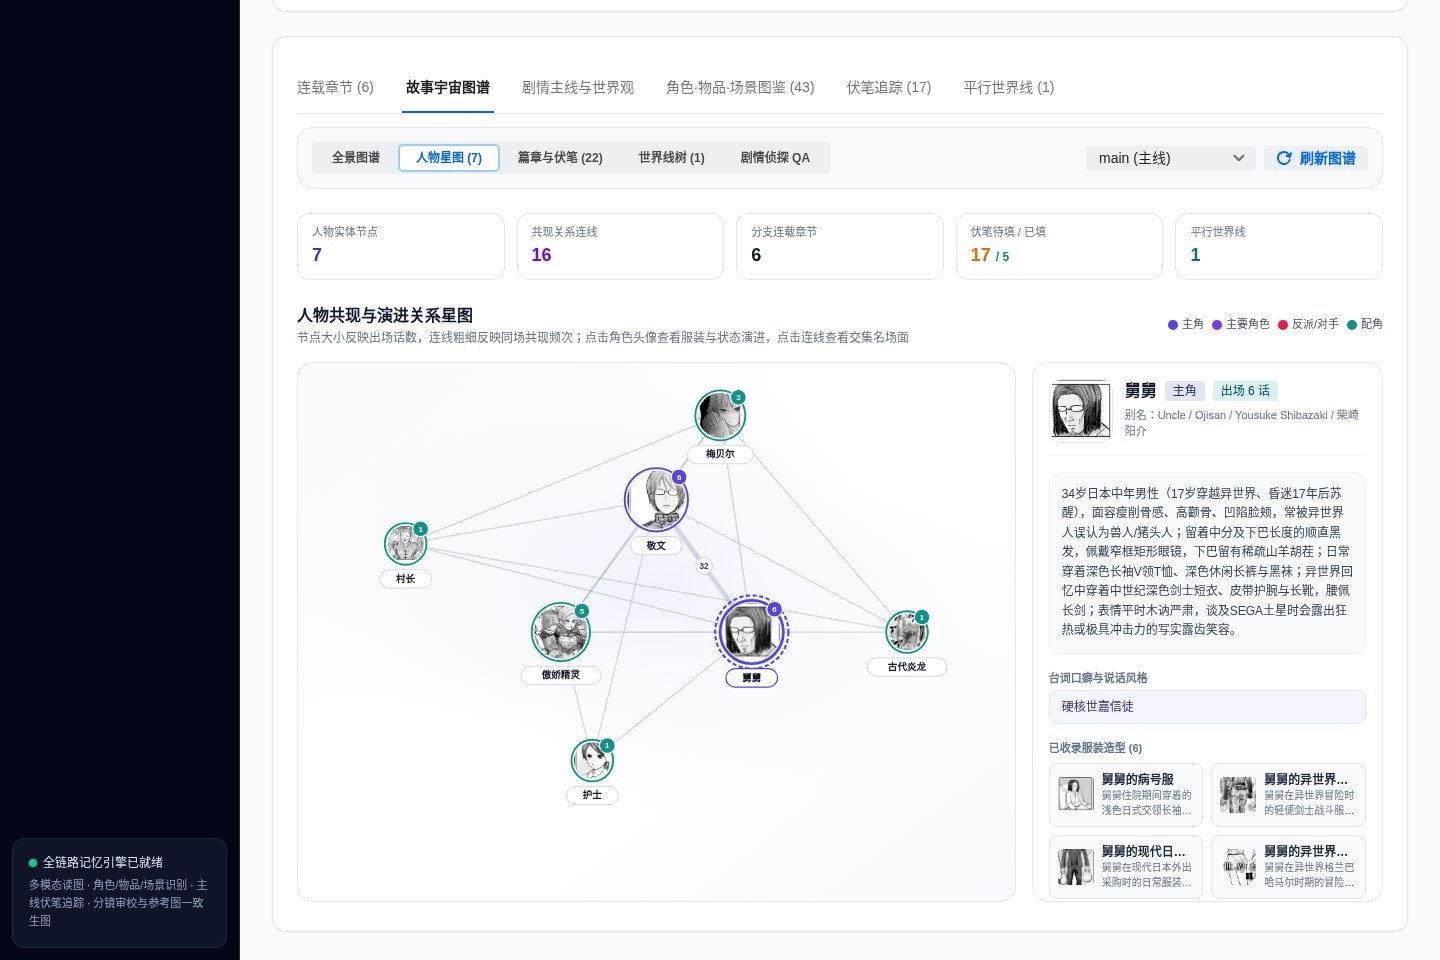 连载章节 (6)
故事宇宙图谱
剧情主线与世界观
角色·物品·场景图鉴 (43)
伏笔追踪 (17)
平行世界线 (1)
全景图谱
人物星图 (7)
篇章与伏笔 (22)
世界线树 (1)
剧情侦探 QA
main (主线)
刷新图谱
人物实体节点
7
共现关系连线
16
分支连载章节
6
伏笔待填 / 已填
17 / 5
平行世界线
1
人物共现与演进关系星图
节点大小反映出场话数，连线粗细反映同场共现频次；点击角色头像查看服装与状态演进，点击连线查看交集名场面
主角
主要角色
反派/对手
配角
3
梅贝尔
6
敬文
1
村长
32
5
傲娇精灵
6
舅舅
1
古代炎龙
1
护士
舅舅
主角
出场 6 话
别名：Uncle / Ojisan / Yousuke Shibazaki / 柴崎
阳介
34岁日本中年男性（17岁穿越异世界、昏迷17年后苏
醒），面容瘦削骨感、高颧骨、凹陷脸颊，常被异世界
人误认为兽人/猪头人；留着中分及下巴长度的顺直黑
发，佩戴窄框矩形眼镜，下巴留有稀疏山羊胡茬；日常
穿着深色长袖V领T恤、深色休闲长裤与黑袜；异世界回
忆中穿着中世纪深色剑士短衣、皮带护腕与长靴，腰佩
长剑；表情平时木讷严肃，谈及SEGA土星时会露出狂
热或极具冲击力的写实露齿笑容。
台词口癖与说话风格
硬核世嘉信徒
已收录服装造型 (6)
舅舅的病号服
舅舅住院期间穿着的
浅色日式交领长袖...
舅舅的异世界...
舅舅在异世界冒险时
的轻便剑士战斗服...
舅舅的现代日...
舅舅在现代日本外出
采购时的日常服装...
舅舅的异世界...
舅舅在异世界格兰巴
哈马尔时期的冒险...
全链路记忆引擎已就绪
多模态读图 · 角色/物品/场景识别 · 主
线伏笔追踪 · 分镜审校与参考图一致
生图